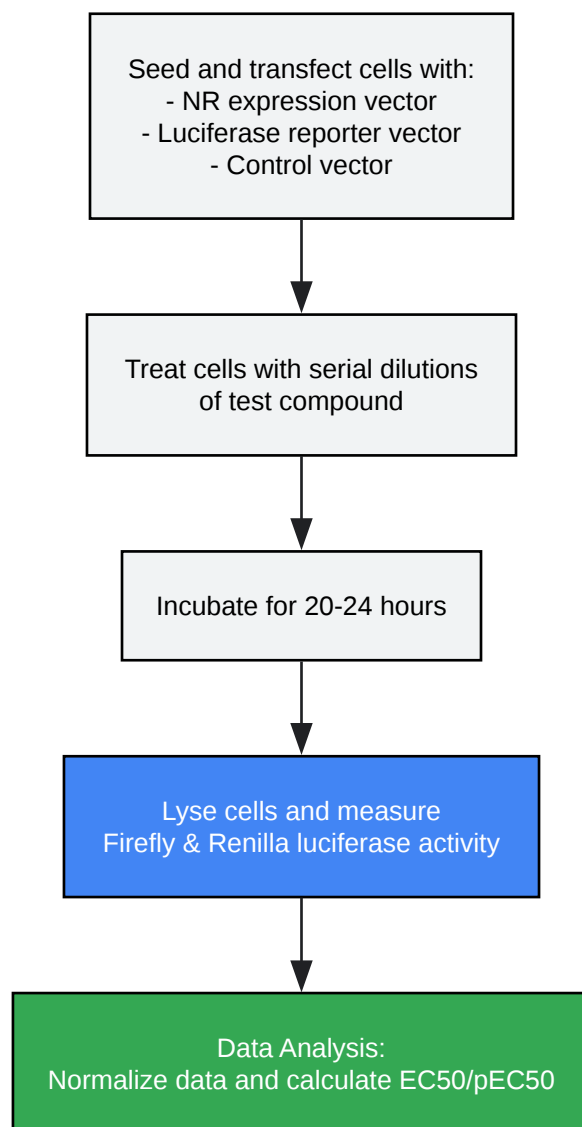 Seed and transfect cells with:
- NR expression vector
- Luciferase reporter vector
- Control vector
Treat cells with serial dilutions
of test compound
Incubate for 20-24 hours
Lyse cells and measure
Firefly & Renilla luciferase activity
Data Analysis:
Normalize data and calculate EC50/pEC50